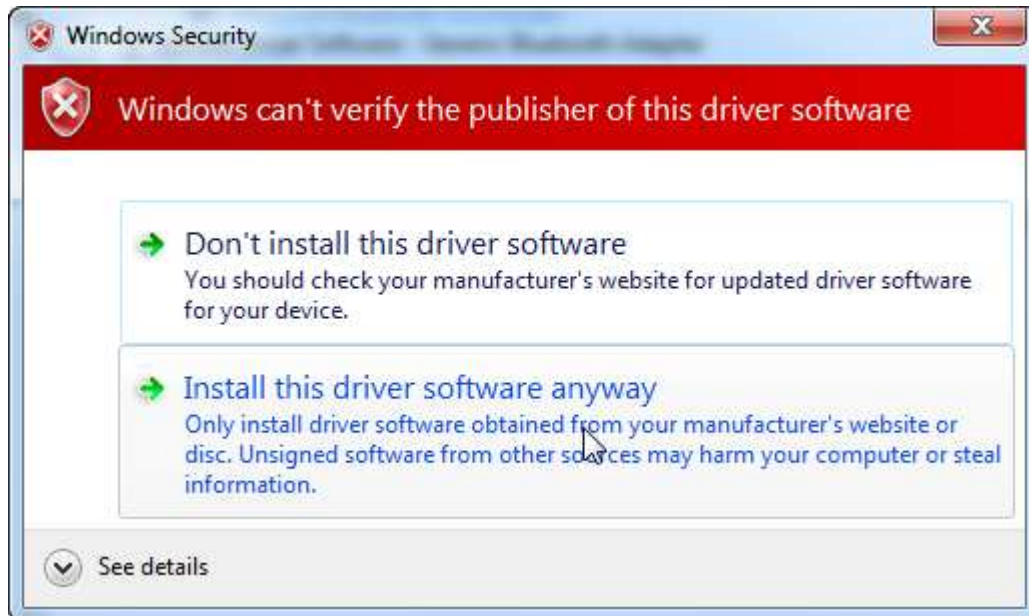 Windows Security
Windows can't verify the publisher of this driver software
Don't install this driver software
You should check your manufacturer's website for updated driver software
for your device.
Install this driver software anyway
Only install driver software obtained from your manufacturer's website or
disc. Unsigned software from other sources may harm your computer or steal
information.
See details